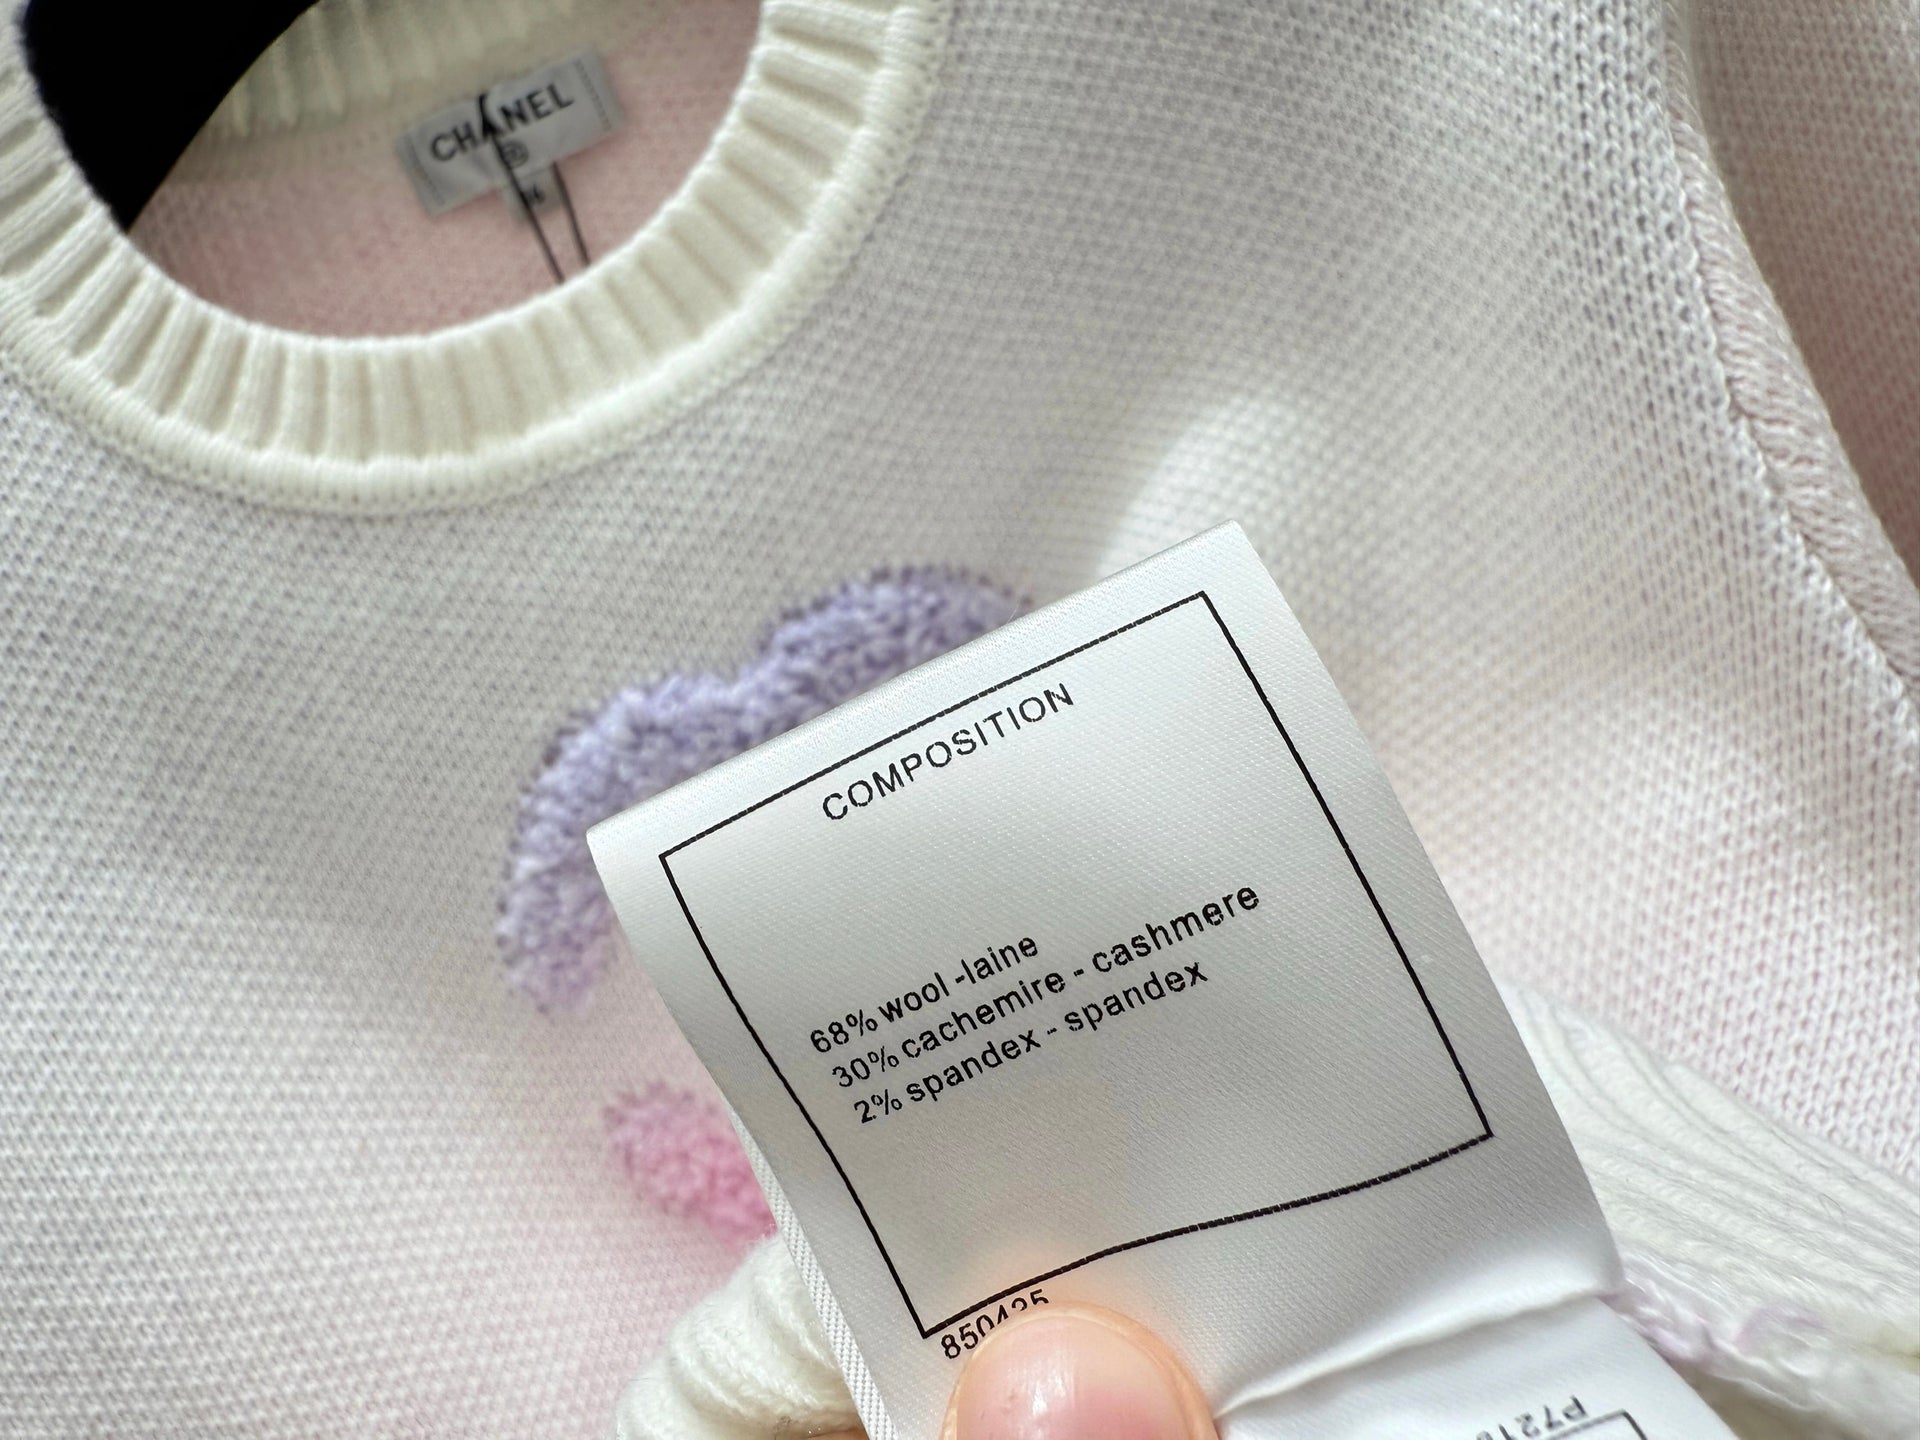 CHANEL
COMPOSITION
68% wool -laine
30% cachemire - cashmere
2% spandex - spandex
850425